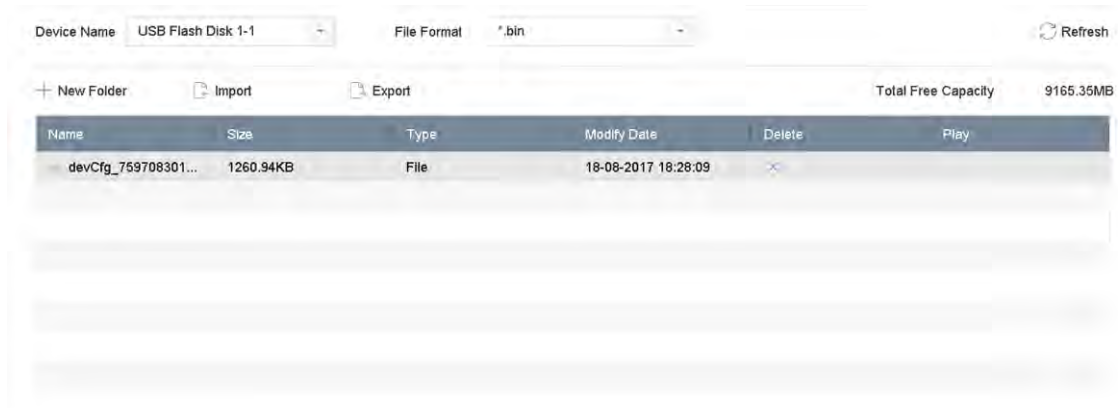 Device Name USB Flash Disk 1-1 File Format *.bin Refresh
New Folder Import Export Total Free Capacity 9165.35MB
Name Size Type Modify Date Delete Play
devCfg_759708301... 1260.94KB File 18-08-2017 18:28:09